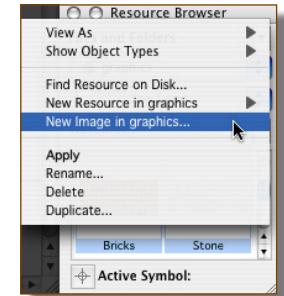 Resource Browser
View As
Show Object Types
Find Resource on Disk...
New Resource in graphics
New Image in graphics...
Apply
Rename...
Delete
Duplicate...
Bricks Stone
Active Symbol: